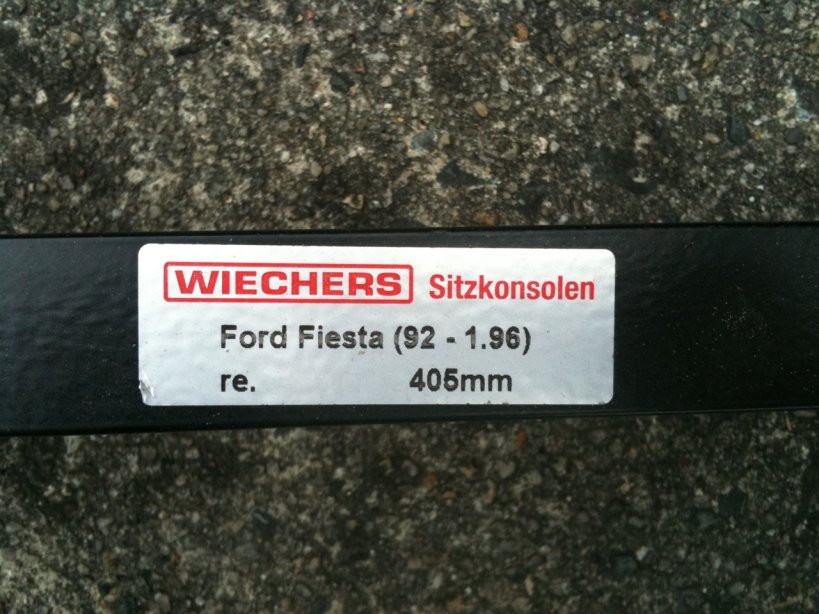 WIECHERS Sitzkonsolen
Ford Fiesta (92 - 1.96)
re. 405mm